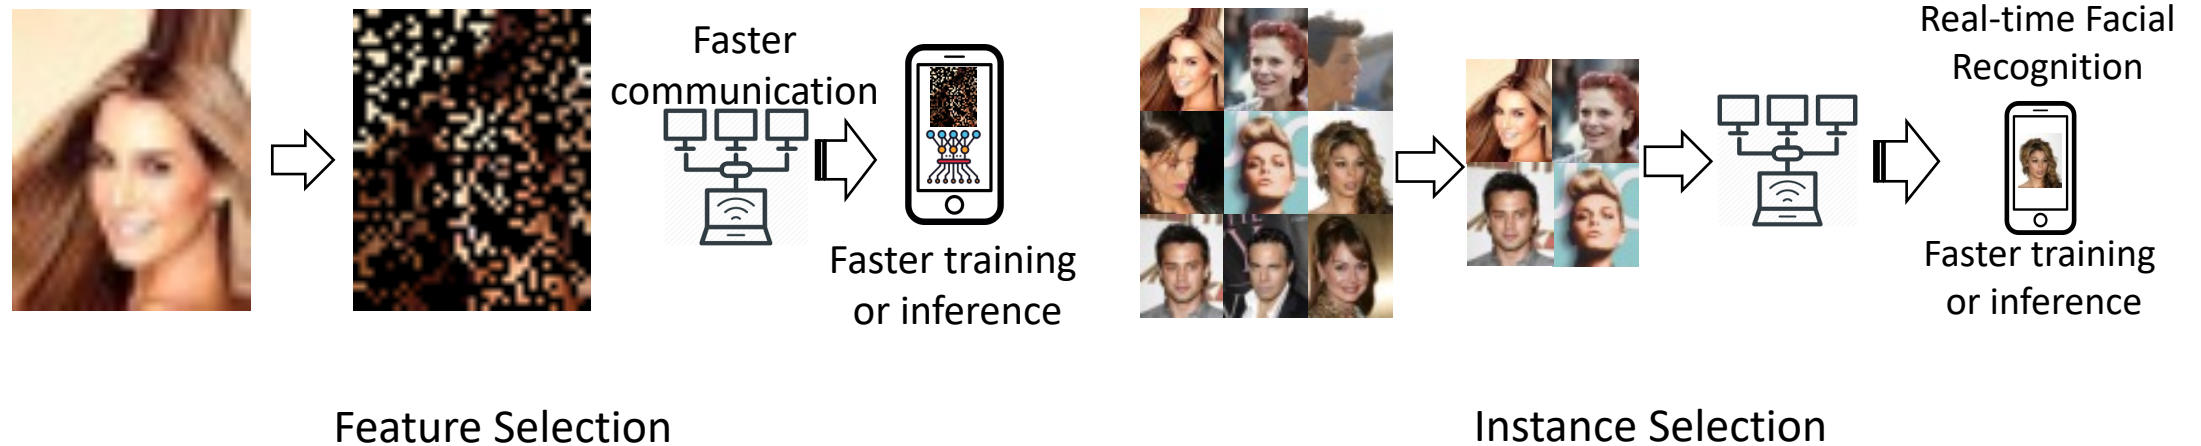 Faster
communication
Faster training
or inference
Feature Selection
Real-time Facial
Recognition
Faster training
or inference
Instance Selection